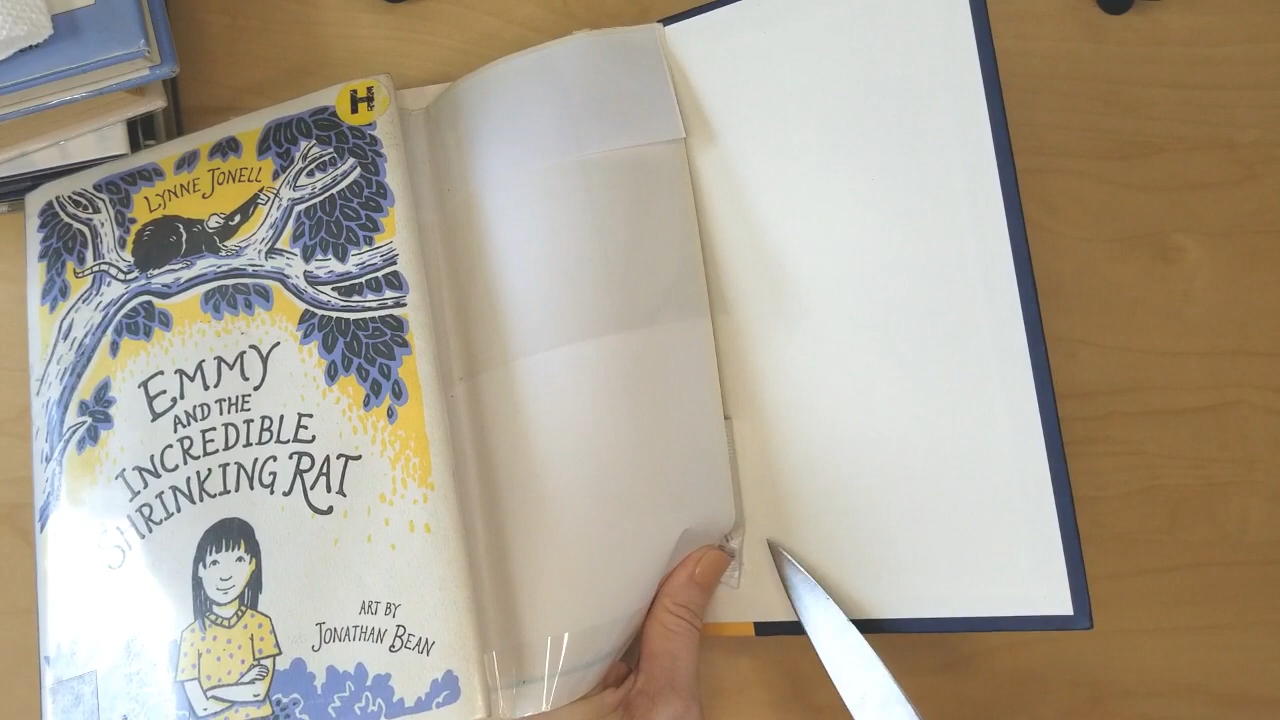 H
LYNNE JONELL
EMMY
AND THE
INCREDIBLE
SHRINKING RAT
ART BY
JONATHAN BEAN